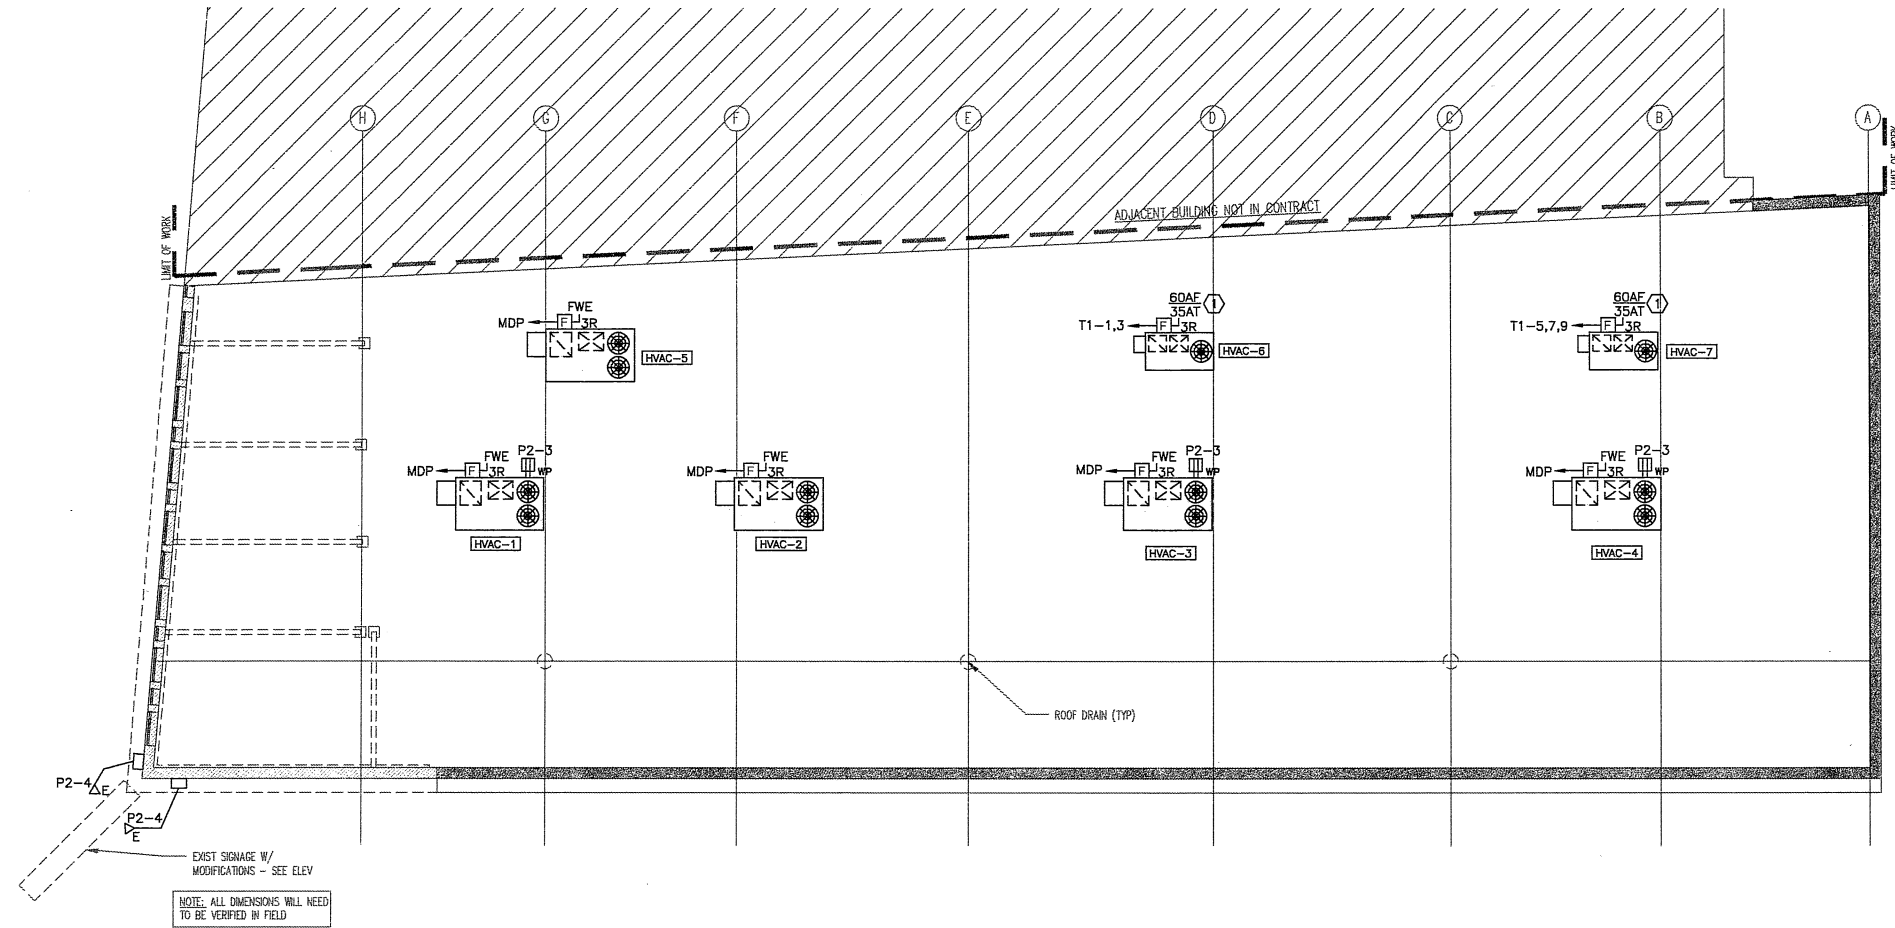 H
G
F
E
D
C
B
A
LIMIT OF WORK
LIMIT OF WORK
ADJACENT BUILDING NOT IN CONTRACT
FWE
MDP
F
3R
HVAC-5
60AF
1
35AT
T1-1,3
F
3R
HVAC-6
60AF
1
35AT
T1-5,7,9
F
3R
HVAC-7
P2-3
FWE
MDP
F
3R
WP
HVAC-1
FWE
MDP
F
3R
HVAC-2
P2-3
FWE
MDP
F
3R
WP
HVAC-3
P2-3
FWE
MDP
F
3R
WP
HVAC-4
ROOF DRAIN (TYP)
P2-4
E
P2-4
E
EXIST SIGNAGE W/
MODIFICATIONS - SEE ELEV
NOTE: ALL DIMENSIONS WILL NEED
TO BE VERIFIED IN FIELD